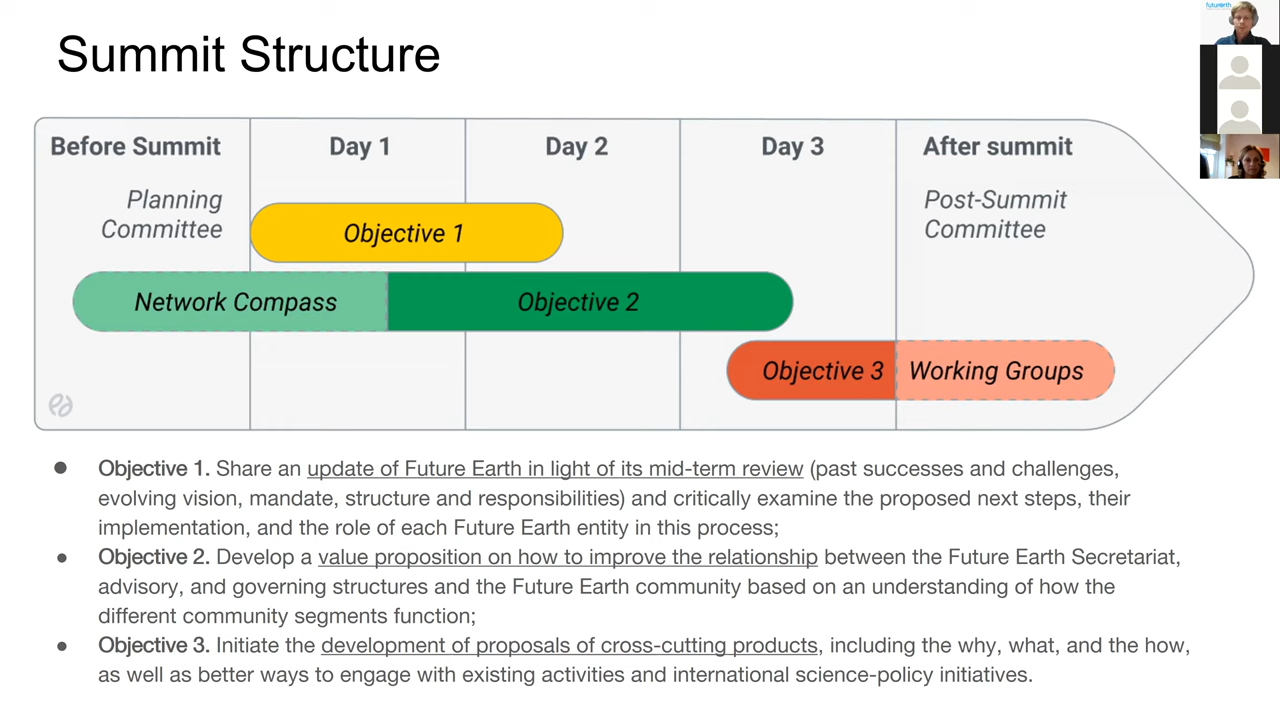 Summit Structure
futurerth
Before Summit
Day 1
Day 2
Day 3
After summit
Planning
Committee
Post-Summit
Committee
Objective 1
Network Compass
Objective 2
Objective 3
Working Groups
● Objective 1. Share an update of Future Earth in light of its mid-term review (past successes and challenges,
evolving vision, mandate, structure and responsibilities) and critically examine the proposed next steps, their
implementation, and the role of each Future Earth entity in this process;
● Objective 2. Develop a value proposition on how to improve the relationship between the Future Earth Secretariat,
advisory, and governing structures and the Future Earth community based on an understanding of how the
different community segments function;
● Objective 3. Initiate the development of proposals of cross-cutting products, including the why, what, and the how,
as well as better ways to engage with existing activities and international science-policy initiatives.